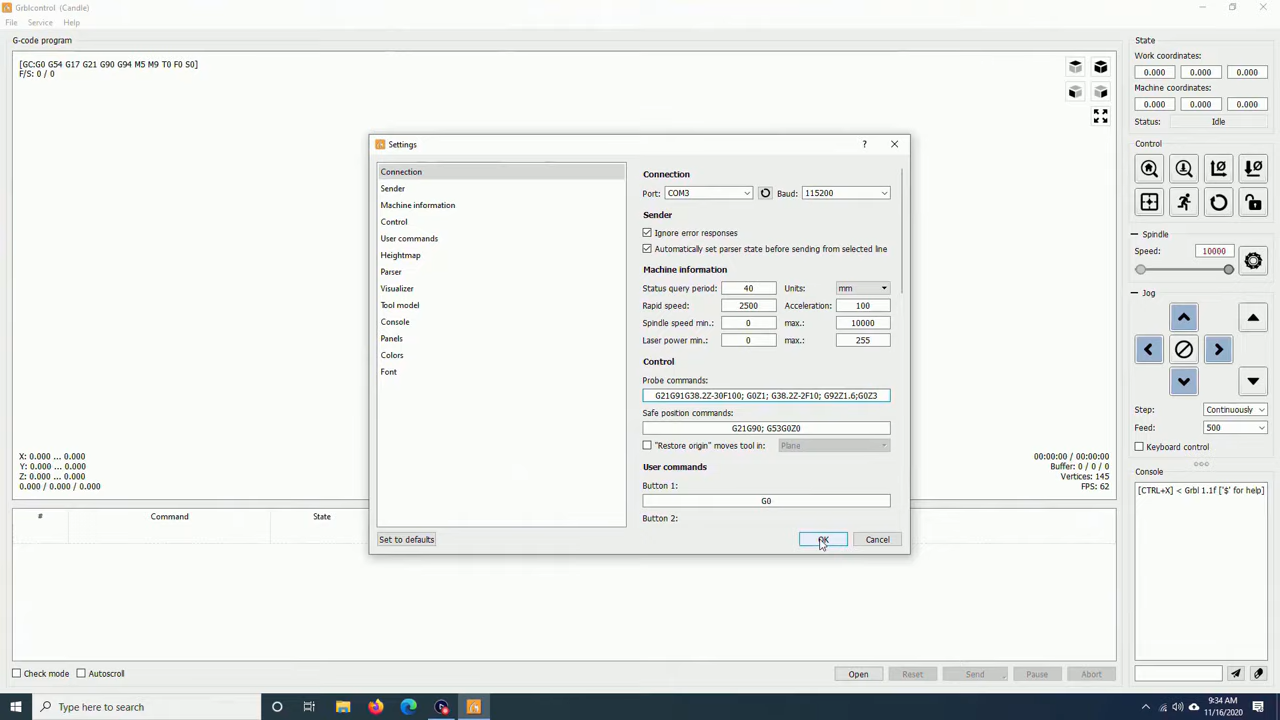 Grblcontrol (Candle)
File Service Help
G-code program
[GC:G0 G54 G17 G21 G90 G94 M5 M9 T0 F0 S0]
F/S: 0 / 0
State
Work coordinates:
0.000 0.000 0.000
Machine coordinates:
0.000 0.000 0.000
Status: Idle
Control
Spindle
Speed: 10000
Jog
Step: Continuously
Feed: 500
Keyboard control
Console
[CTRL+X] < Grbl 1.1f ['$' for help]
Settings ?
Connection
Sender
Machine information
Control
User commands
Heightmap
Parser
Visualizer
Tool model
Console
Panels
Colors
Font
Connection
Port: COM3 Baud: 115200
Sender
Ignore error responses
Automatically set parser state before sending from selected line
Machine information
Status query period: 40 Units: mm
Rapid speed: 2500 Acceleration: 100
Spindle speed min.: 0 max.: 10000
Laser power min.: 0 max.: 255
Control
Probe commands:
G21G91G38.2Z-30F100; G0Z1; G38.2Z-2F10; G92Z1.6;G0Z3
Safe position commands:
G21G90; G53G0Z0
"Restore origin" moves tool in: Plane
User commands
Button 1:
G0
Button 2:
Set to defaults OK Cancel
X: 0.000 ... 0.000
Y: 0.000 ... 0.000
Z: 0.000 ... 0.000
0.000 / 0.000 / 0.000
00:00:00 / 00:00:00
Buffer: 0 / 0 / 0
Vertices: 145
FPS: 62
# Command State
Check mode Autoscroll Open Reset Send Pause Abort
Type here to search
9:34 AM
11/16/2020